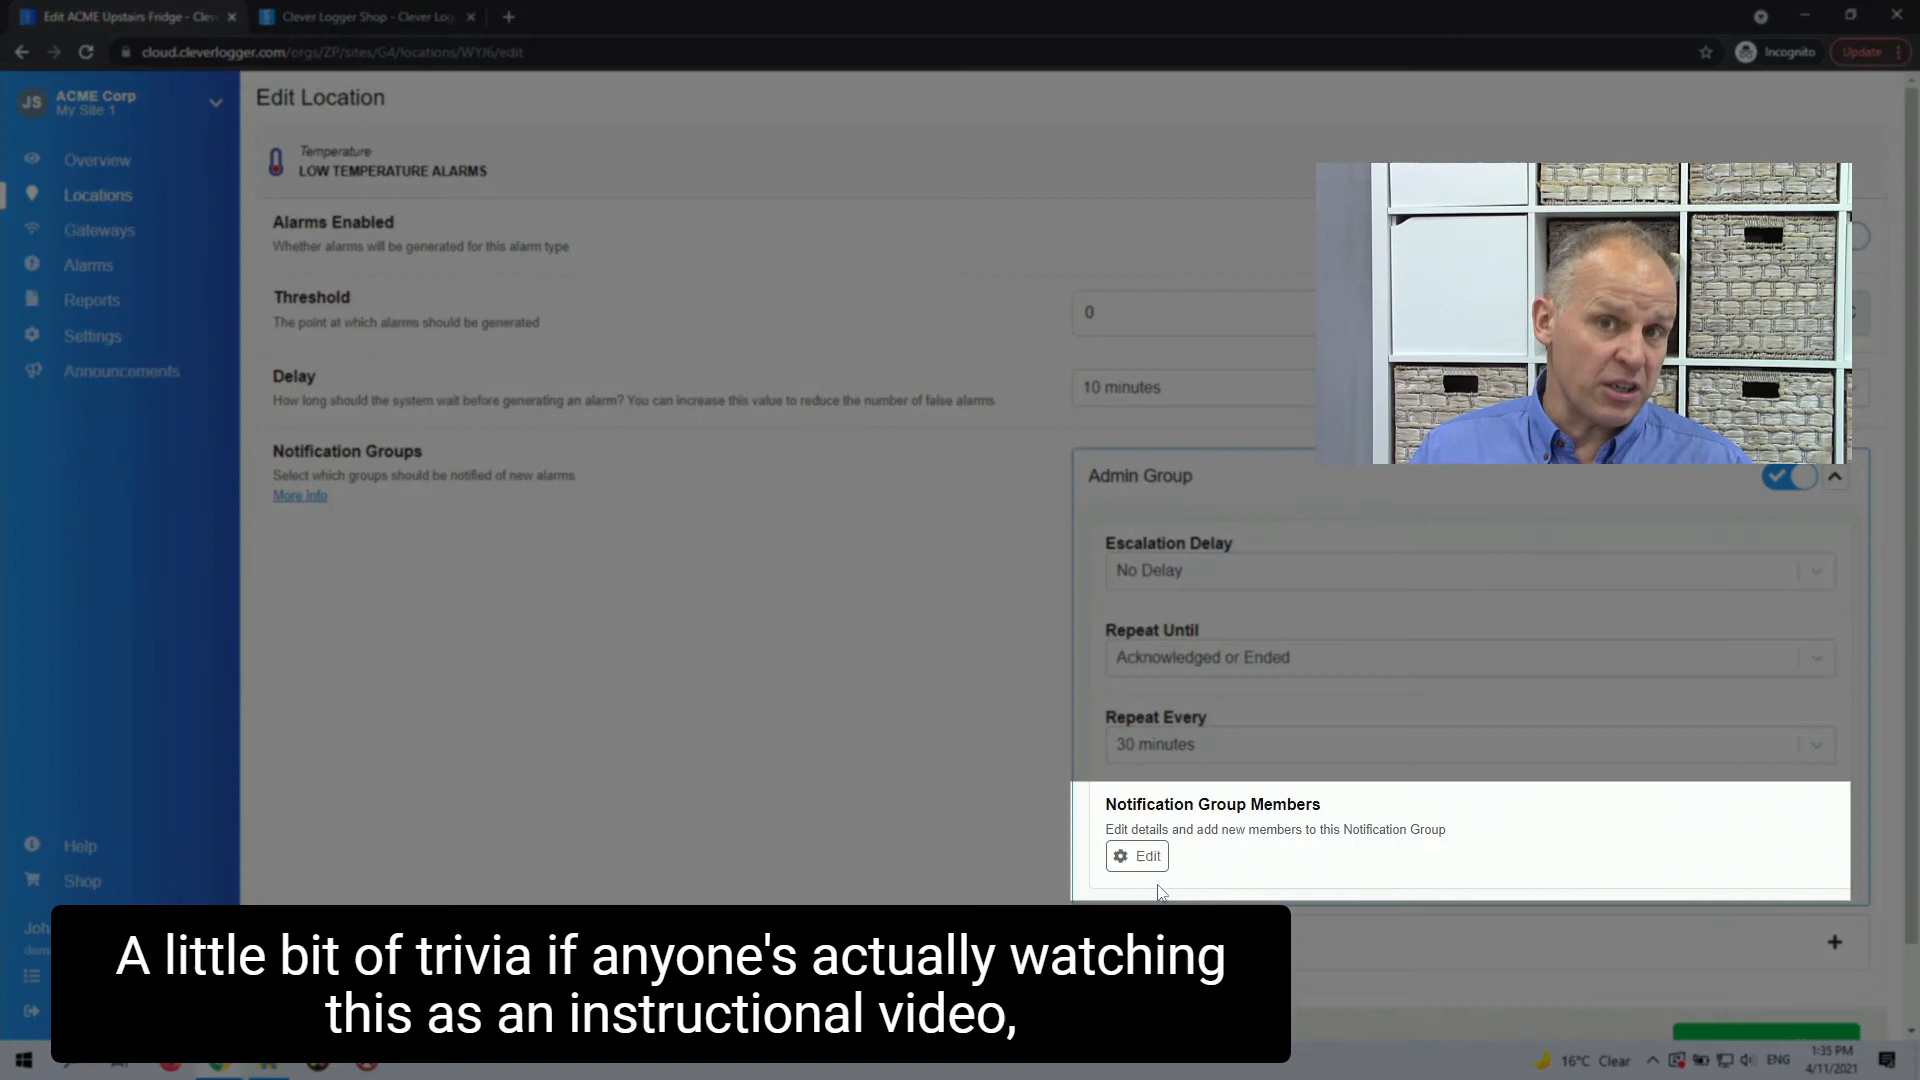 Edit ACME Upstairs Fridge - Clev
Clever Logger Shop - Clever Log
cloud.cleverlogger.com/orgs/ZP/sites/G4/locations/WYJ6/edit
Incognito
Update
JS
ACME Corp
My Site 1
Edit Location
Overview
Locations
Gateways
Alarms
Reports
Settings
Announcements
Help
Shop
Temperature
LOW TEMPERATURE ALARMS
Alarms Enabled
Whether alarms will be generated for this alarm type
Threshold
The point at which alarms should be generated
0
Delay
How long should the system wait before generating an alarm? You can increase this value to reduce the number of false alarms
10 minutes
Notification Groups
Select which groups should be notified of new alarms
More Info
Admin Group
Escalation Delay
No Delay
Repeat Until
Acknowledged or Ended
Repeat Every
30 minutes
Notification Group Members
Edit details and add new members to this Notification Group
Edit
Joh
A little bit of trivia if anyone's actually watching
this as an instructional video,
16°C Clear
ENG
1:35 PM
4/11/2021